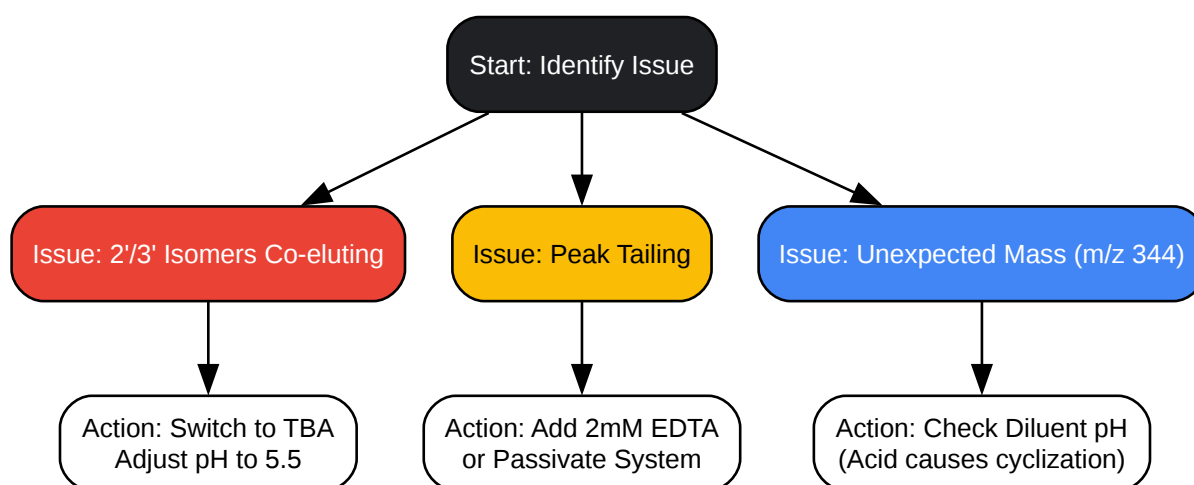 Start: Identify Issue
Issue: 2'/3' Isomers Co-eluting
Issue: Peak Tailing
Issue: Unexpected Mass (m/z 344)
Action: Switch to TBA
Adjust pH to 5.5
Action: Add 2mM EDTA
or Passivate System
Action: Check Diluent pH
(Acid causes cyclization)